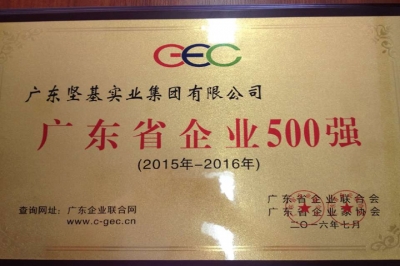 GEC
广东坚基实业集团有限公司
广东省企业500强
(2015年-2016年)
广东省企业联合会
广东省企业家协会
二〇一六年七月
查询网址：广东企业联合网
www.c-gec.cn